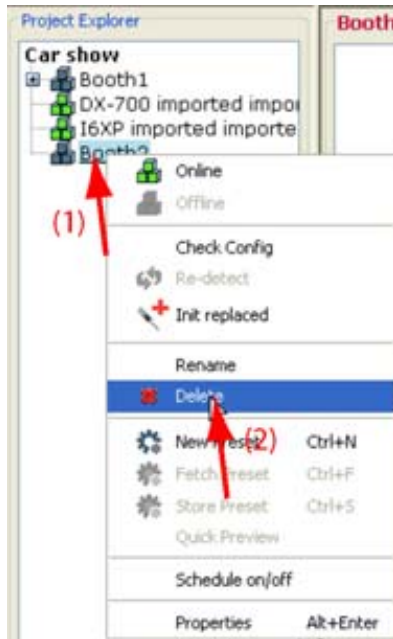 Project Explorer
Booth
Car show
Booth1
DX-700 imported impo
I6XP imported importe
Booth2
(1)
Online
Offline
Check Config
Re-detect
Init replaced
Rename
Delete
(2)
New Preset Ctrl+N
Fetch Preset Ctrl+F
Store Preset Ctrl+S
Quick Preview
Schedule on/off
Properties Alt+Enter